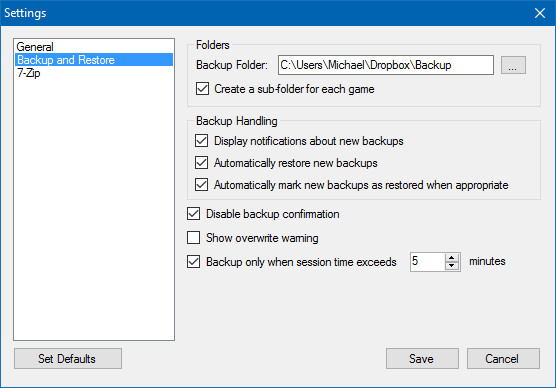 Settings
General
Backup and Restore
7-Zip
Folders
Backup Folder: C:\Users\Michael\Dropbox\Backup ...
Create a sub-folder for each game
Backup Handling
Display notifications about new backups
Automatically restore new backups
Automatically mark new backups as restored when appropriate
Disable backup confirmation
Show overwrite warning
Backup only when session time exceeds 5 minutes
Set Defaults Save Cancel